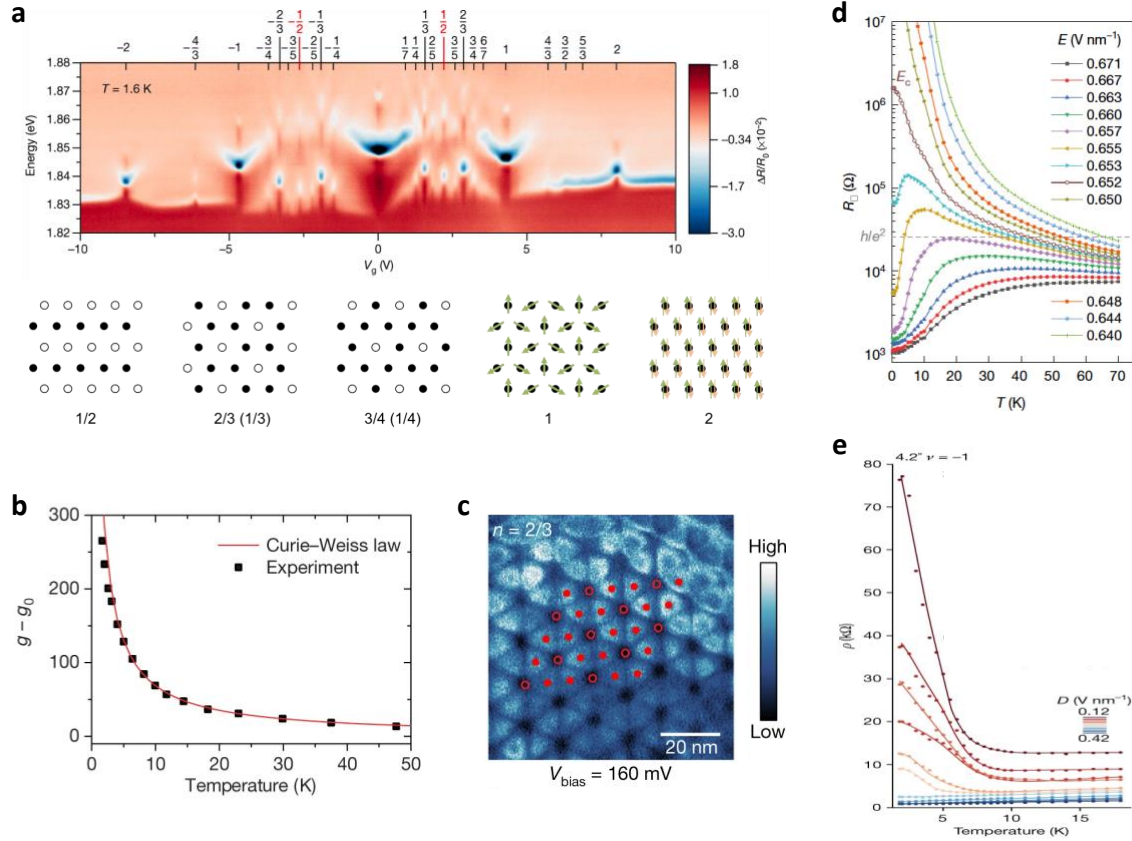 a
−2 −4/3 −1 −3/4 −2/3 −3/5 −1/2 −2/5 −1/3 −1/4 1/7 1/4 1/3 2/5 1/2 3/5 2/3 3/4 6/7 1 4/3 3/2 5/3 2
T = 1.6 K
Energy (eV)
1.88
1.87
1.86
1.85
1.84
1.83
1.82
−10 −5 0 5 10
Vg (V)
1.8
1.0
−0.34
−1.7
−3.0
ΔR/R0 (×10−2)
1/2 2/3 (1/3) 3/4 (1/4) 1 2
b
g − g0
300
200
100
0
Curie–Weiss law
Experiment
0 10 20 30 40 50
Temperature (K)
c
n = 2/3
20 nm
High
Low
Vbias = 160 mV
d
R□ (Ω)
10⁷
10⁶
10⁵
h/e²
10⁴
10³
Ec
E (V nm−1)
0.671
0.667
0.663
0.660
0.657
0.655
0.653
0.652
0.650
0.648
0.644
0.640
0 10 20 30 40 50 60 70
T (K)
e
4.2° ν = −1
ρ (kΩ)
80
70
60
50
40
30
20
10
0
D (V nm−1)
0.12
0.42
5 10 15
Temperature (K)